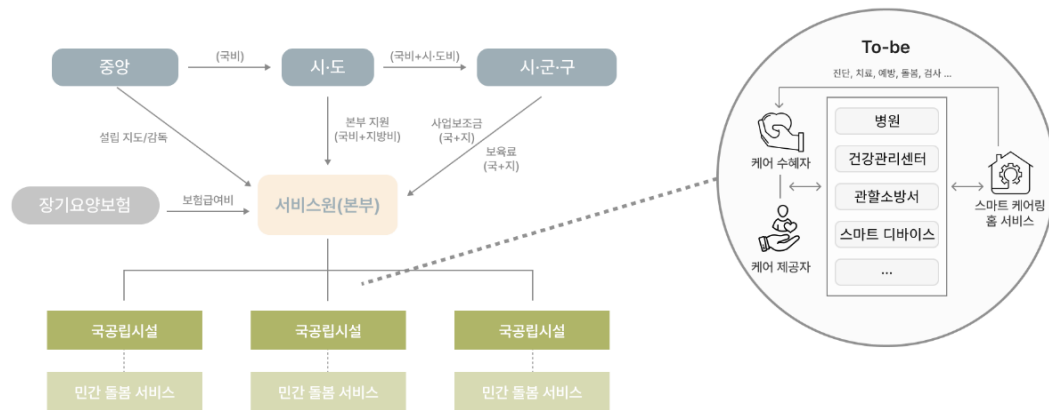 중앙
(국비)
시·도
(국비+시·도비)
시·군·구
설립 지도/감독
본부 지원
(국비+지방비)
사업보조금
(국+지)
보육료
(국+지)
장기요양보험
보험급여비
서비스원(본부)
국공립시설
국공립시설
국공립시설
민간 돌봄 서비스
민간 돌봄 서비스
민간 돌봄 서비스
To-be
진단, 치료, 예방, 돌봄, 검사 ...
케어 수혜자
케어 제공자
병원
건강관리센터
관할소방서
스마트 디바이스
...
스마트 케어링
홈 서비스